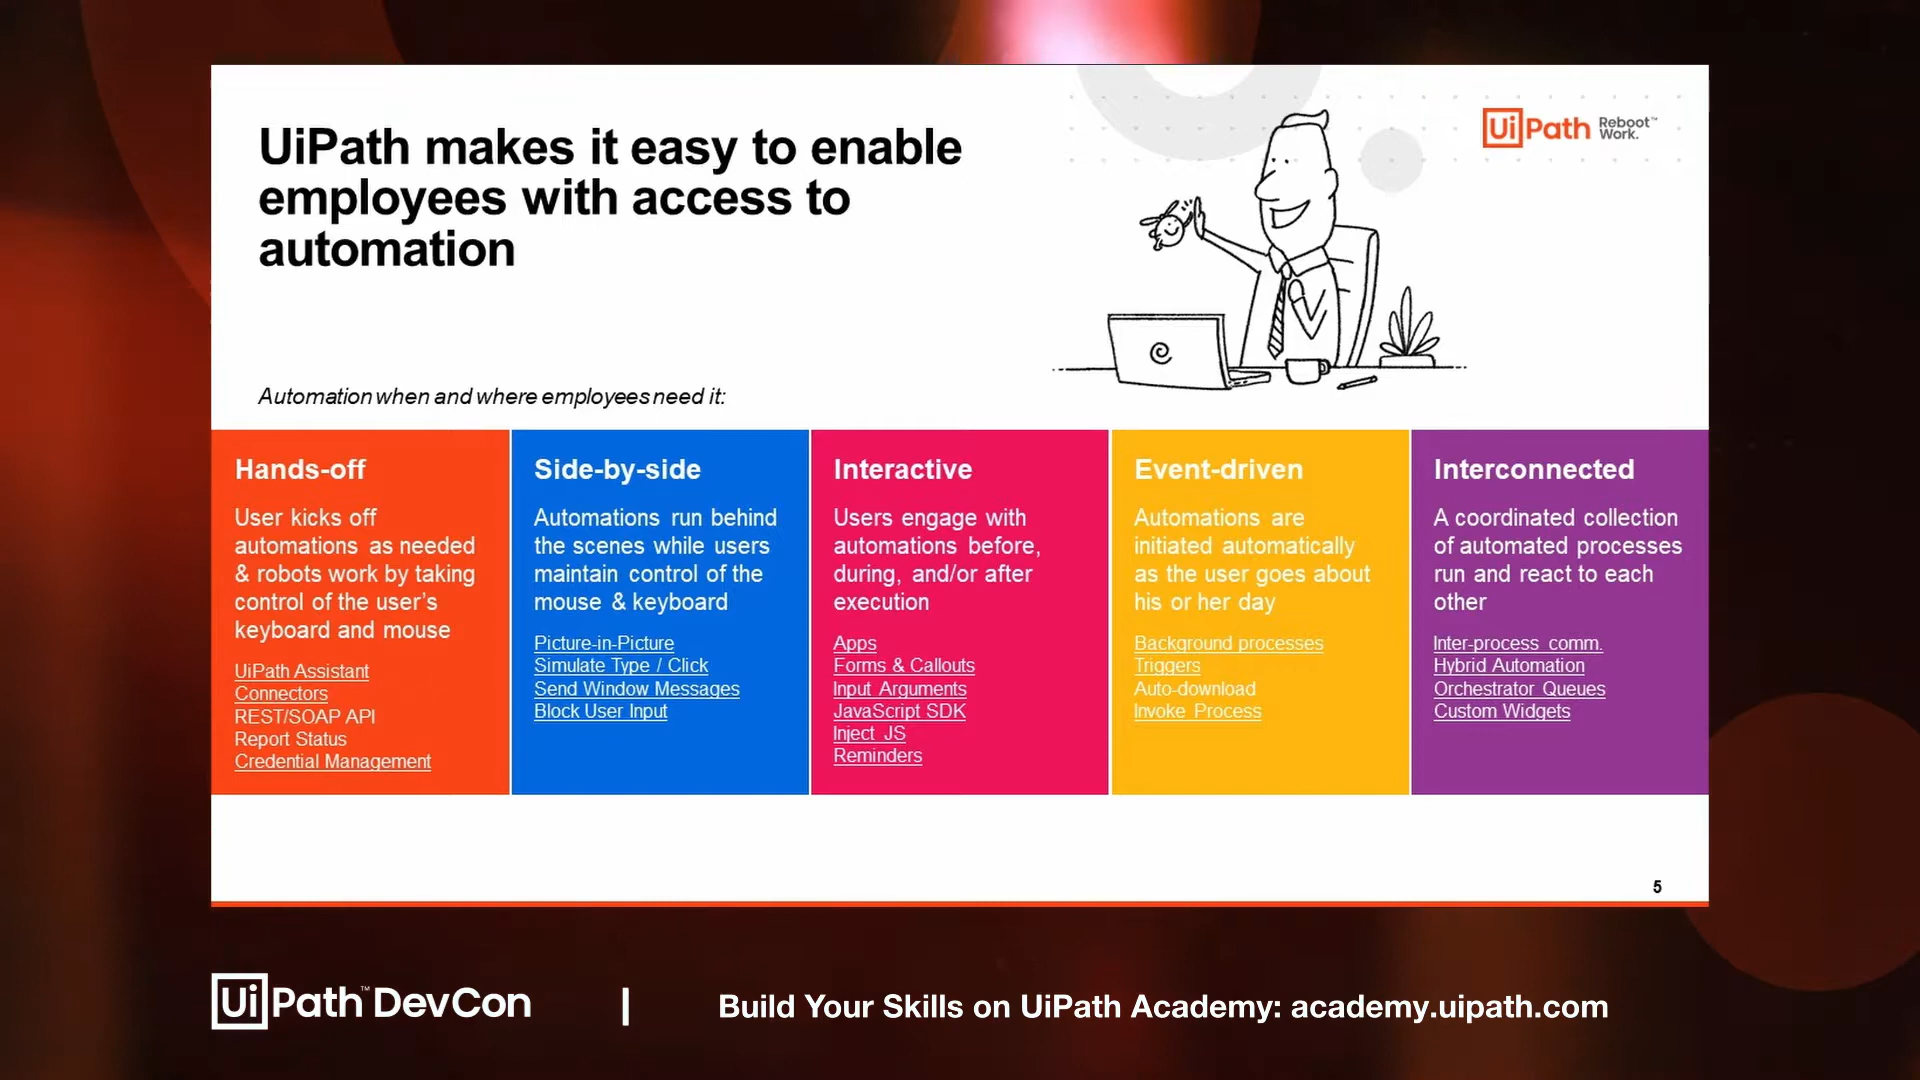 UiPath makes it easy to enable
employees with access to
automation
UiPath Reboot™
Work.
Automation when and where employees need it:
Hands-off
User kicks off
automations as needed
& robots work by taking
control of the user's
keyboard and mouse
UiPath Assistant
Connectors
REST/SOAP API
Report Status
Credential Management
Side-by-side
Automations run behind
the scenes while users
maintain control of the
mouse & keyboard
Picture-in-Picture
Simulate Type / Click
Send Window Messages
Block User Input
Interactive
Users engage with
automations before,
during, and/or after
execution
Apps
Forms & Callouts
Input Arguments
JavaScript SDK
Inject JS
Reminders
Event-driven
Automations are
initiated automatically
as the user goes about
his or her day
Background processes
Triggers
Auto-download
Invoke Process
Interconnected
A coordinated collection
of automated processes
run and react to each
other
Inter-process comm.
Hybrid Automation
Orchestrator Queues
Custom Widgets
5
UiPath™ DevCon | Build Your Skills on UiPath Academy: academy.uipath.com